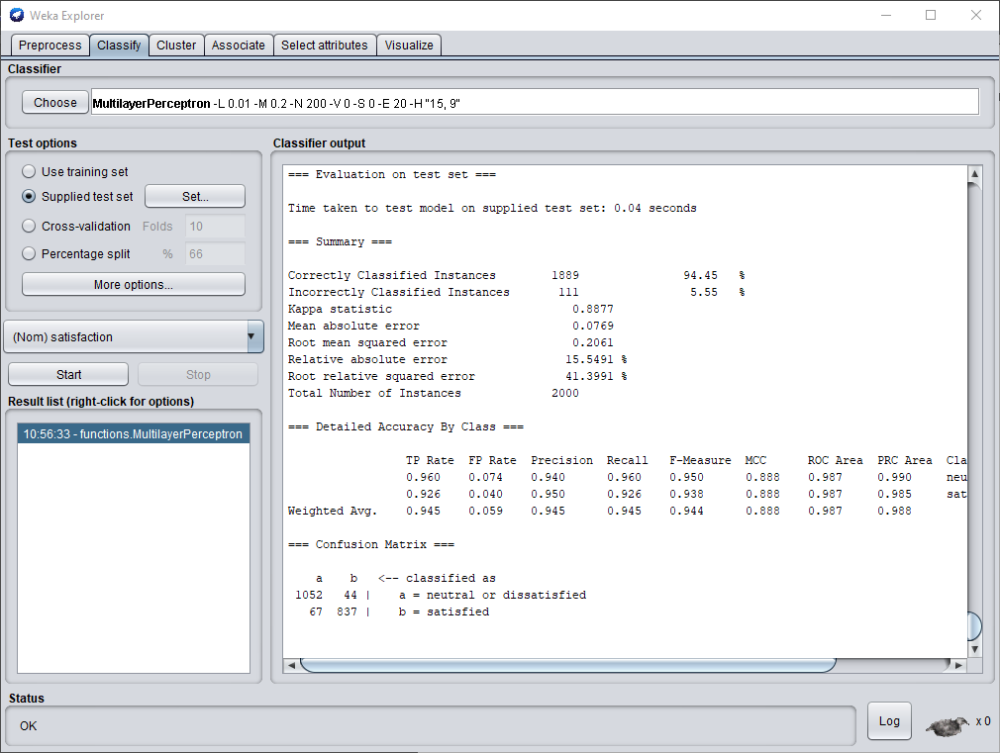 Weka Explorer
Preprocess Classify Cluster Associate Select attributes Visualize
Classifier
Choose MultilayerPerceptron -L 0.01 -M 0.2 -N 200 -V 0 -S 0 -E 20 -H "15, 9"
Test options
Use training set
Supplied test set Set...
Cross-validation Folds 10
Percentage split % 66
More options...
(Nom) satisfaction
Start Stop
Result list (right-click for options)
10:56:33 - functions.MultilayerPerceptron
Classifier output
=== Evaluation on test set ===
Time taken to test model on supplied test set: 0.04 seconds
=== Summary ===
Correctly Classified Instances 1889 94.45 %
Incorrectly Classified Instances 111 5.55 %
Kappa statistic 0.8877
Mean absolute error 0.0769
Root mean squared error 0.2061
Relative absolute error 15.5491 %
Root relative squared error 41.3991 %
Total Number of Instances 2000
=== Detailed Accuracy By Class ===
TP Rate FP Rate Precision Recall F-Measure MCC ROC Area PRC Area Cla
0.960 0.074 0.940 0.960 0.950 0.888 0.987 0.990 neu
0.926 0.040 0.950 0.926 0.938 0.888 0.987 0.985 sat
Weighted Avg. 0.945 0.059 0.945 0.945 0.944 0.888 0.987 0.988
=== Confusion Matrix ===
a b <-- classified as
1052 44 | a = neutral or dissatisfied
67 837 | b = satisfied
Status
OK
Log x 0